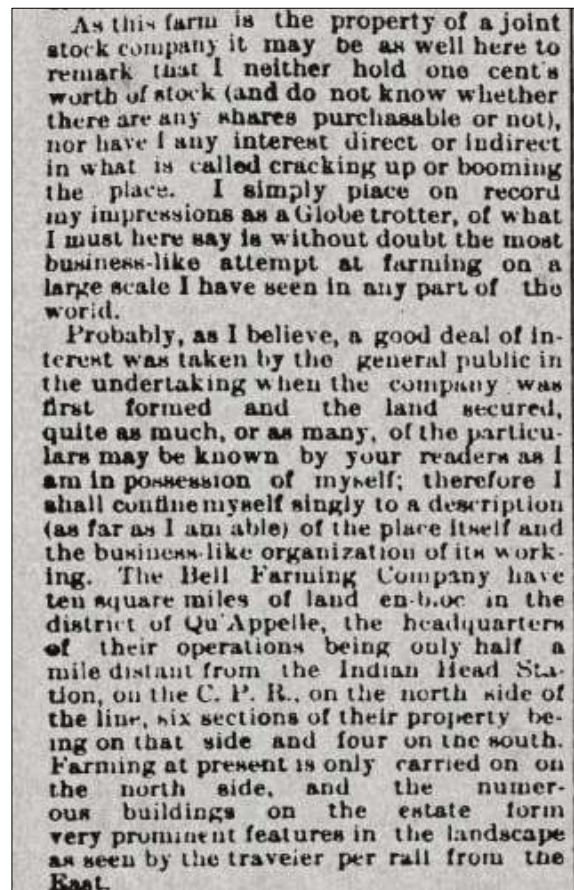 As this farm is the property of a joint
stock company it may be as well here to
remark that I neither hold one cent's
worth of stock (and do not know whether
there are any shares purchasable or not),
nor have I any interest direct or indirect
in what is called cracking up or booming
the place. I simply place on record
my impressions as a Globe trotter, of what
I must here say is without doubt the most
business-like attempt at farming on a
large scale I have seen in any part of the
world.
Probably, as I believe, a good deal of in-
terest was taken by the general public in
the undertaking when the company was
first formed and the land secured,
quite as much, or as many, of the particu-
lars may be known by your readers as I
am in possession of myself; therefore I
shall confine myself singly to a description
(as far as I am able) of the place itself and
the business-like organization of its work-
ing. The Bell Farming Company have
ten square miles of land en-bloc in the
district of Qu'Appelle, the headquarters
of their operations being only half a
mile distant from the Indian Head Sta-
tion, on the C. P. R., on the north side of
the line, six sections of their property be-
ing on that side and four on the south.
Farming at present is only carried on on
the north side, and the numer-
ous buildings on the estate form
very prominent features in the landscape
as seen by the traveler per rail from the
East.